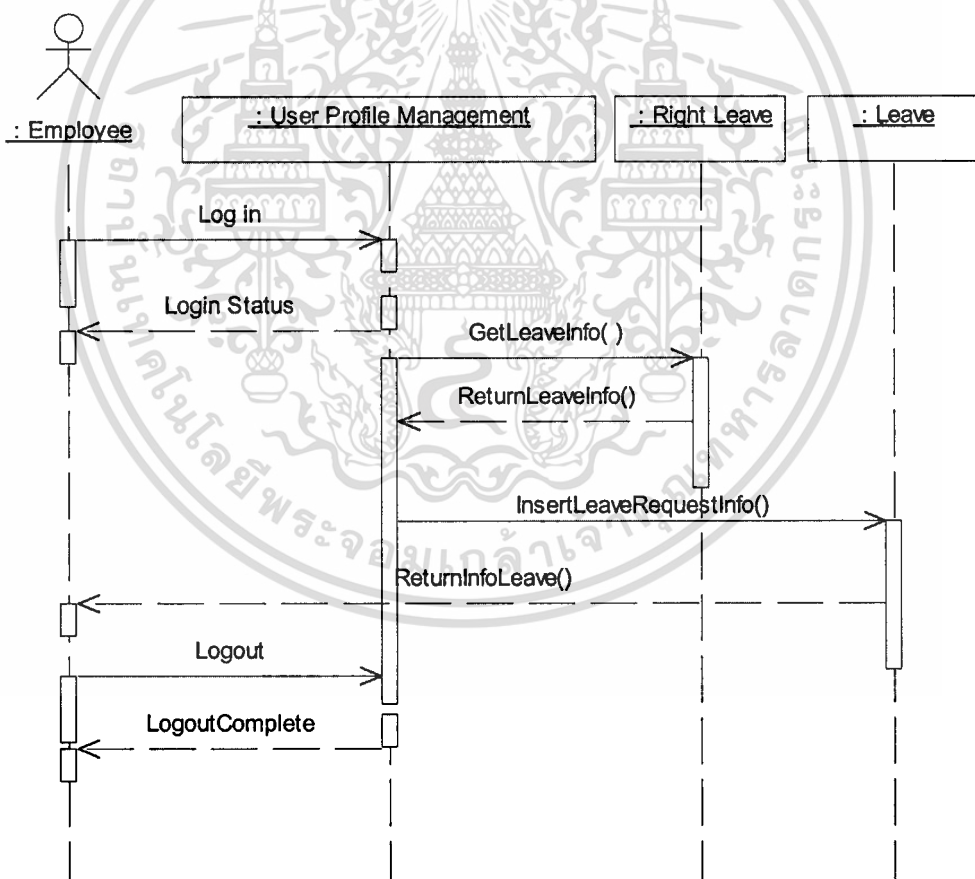 : Employee
: User Profile Management
: Right Leave
: Leave
Log in
Login Status
GetLeaveInfo( )
ReturnLeaveInfo()
InsertLeaveRequestInfo()
ReturnInfoLeave()
Logout
LogoutComplete